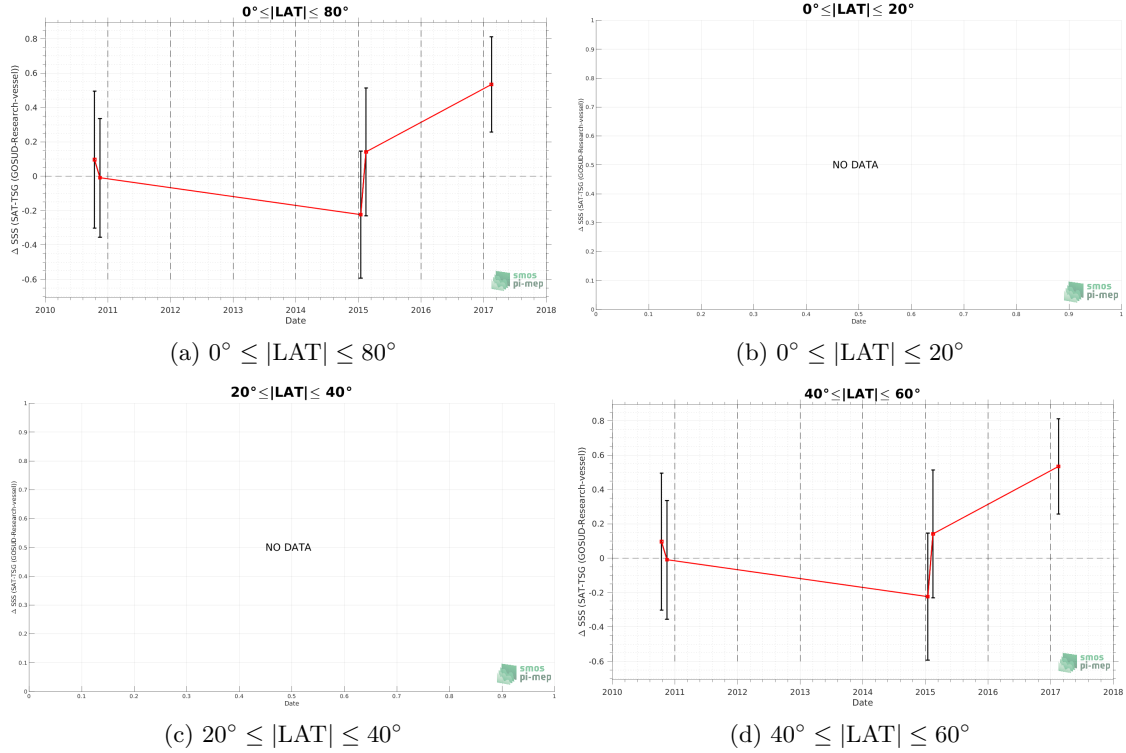 0°≤|LAT|≤ 80°
Δ SSS (SAT-TSG (GOSUD-Research-vessel))
0.8
0.6
0.4
0.2
0
-0.2
-0.4
-0.6
2010 2011 2012 2013 2014 2015 2016 2017 2018
Date
smos
pi-mep
(a) 0° ≤ |LAT| ≤ 80°
0°≤|LAT|≤ 20°
Δ SSS (SAT-TSG (GOSUD-Research-vessel))
1
0.9
0.8
0.7
0.6
0.5
0.4
0.3
0.2
0.1
0
NO DATA
0 0.1 0.2 0.3 0.4 0.5 0.6 0.7 0.8 0.9 1
Date
smos
pi-mep
(b) 0° ≤ |LAT| ≤ 20°
20°≤|LAT|≤ 40°
Δ SSS (SAT-TSG (GOSUD-Research-vessel))
1
0.9
0.8
0.7
0.6
0.5
0.4
0.3
0.2
0.1
0
NO DATA
0 0.1 0.2 0.3 0.4 0.5 0.6 0.7 0.8 0.9 1
Date
smos
pi-mep
(c) 20° ≤ |LAT| ≤ 40°
40°≤|LAT|≤ 60°
Δ SSS (SAT-TSG (GOSUD-Research-vessel))
0.8
0.6
0.4
0.2
0
-0.2
-0.4
-0.6
2010 2011 2012 2013 2014 2015 2016 2017 2018
Date
smos
pi-mep
(d) 40° ≤ |LAT| ≤ 60°